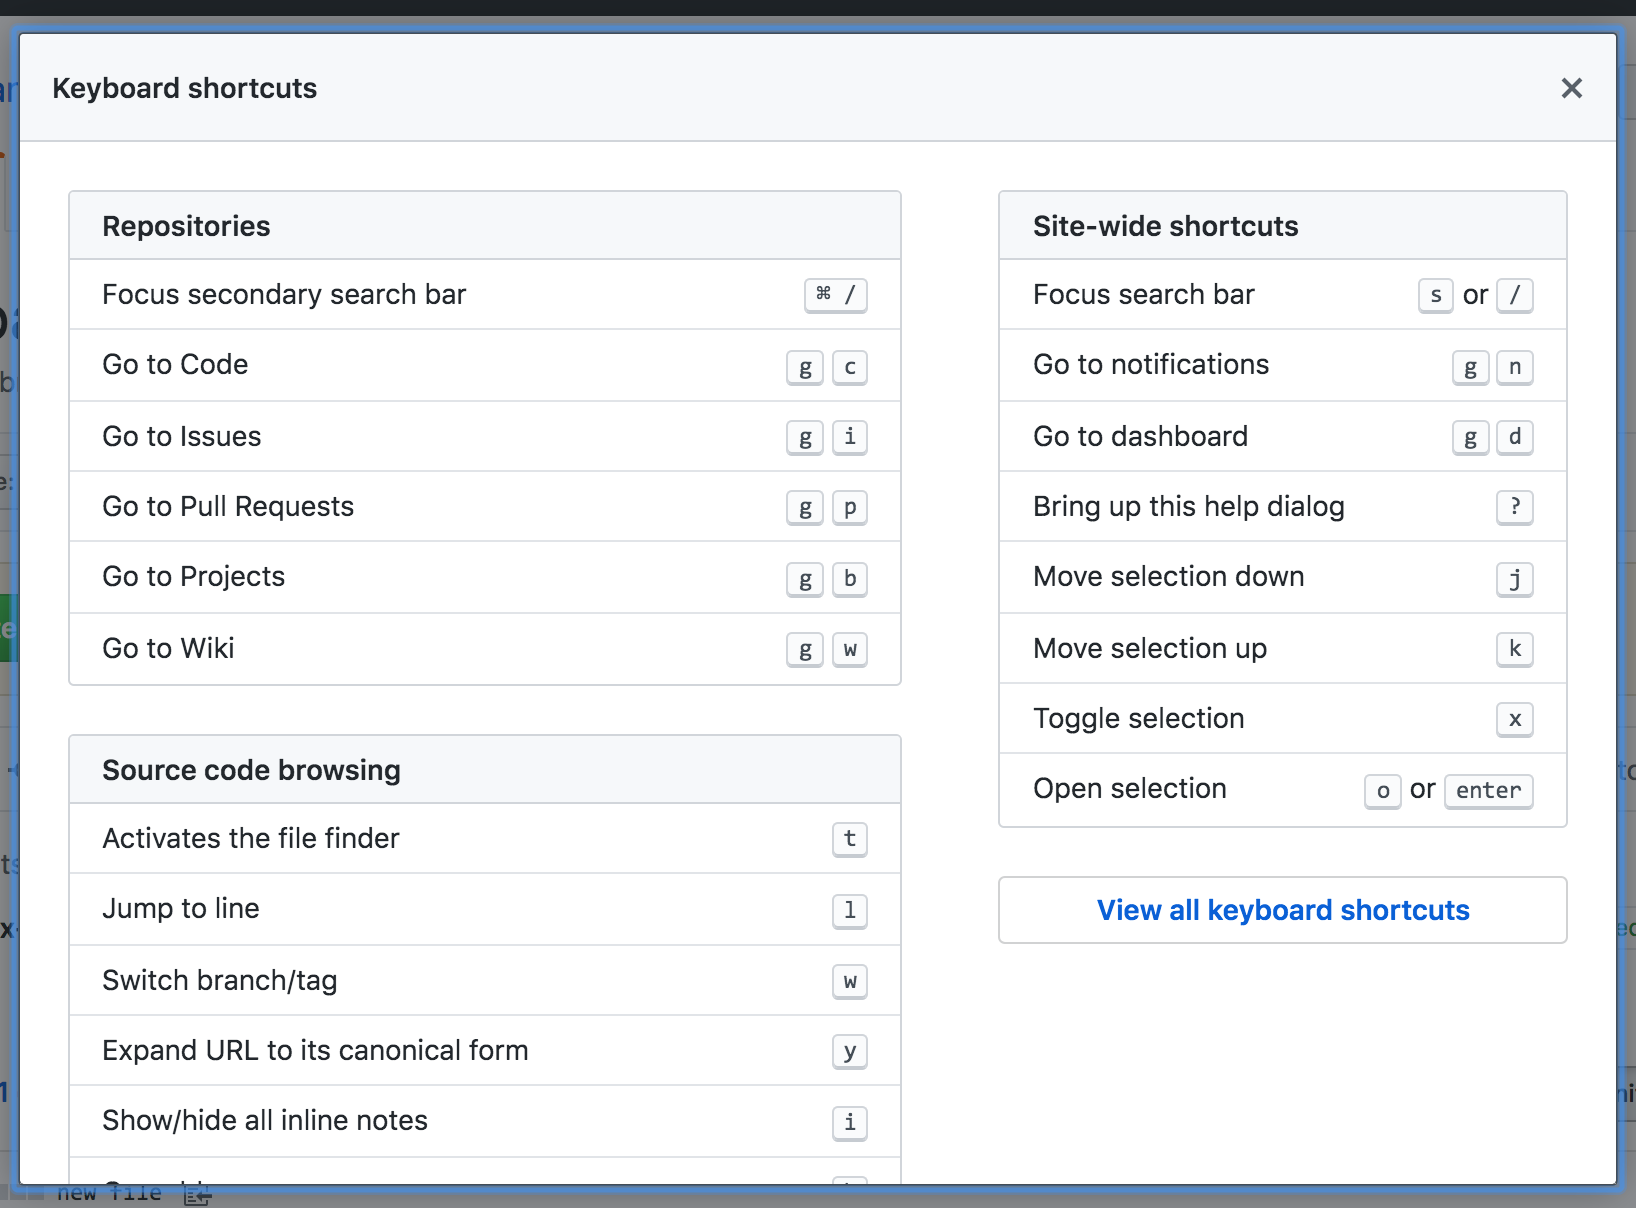 Keyboard shortcuts
Repositories
Focus secondary search bar ⌘ /
Go to Code g c
Go to Issues g i
Go to Pull Requests g p
Go to Projects g b
Go to Wiki g w
Source code browsing
Activates the file finder t
Jump to line l
Switch branch/tag w
Expand URL to its canonical form y
Show/hide all inline notes i
Site-wide shortcuts
Focus search bar s or /
Go to notifications g n
Go to dashboard g d
Bring up this help dialog ?
Move selection down j
Move selection up k
Toggle selection x
Open selection o or enter
View all keyboard shortcuts
new file